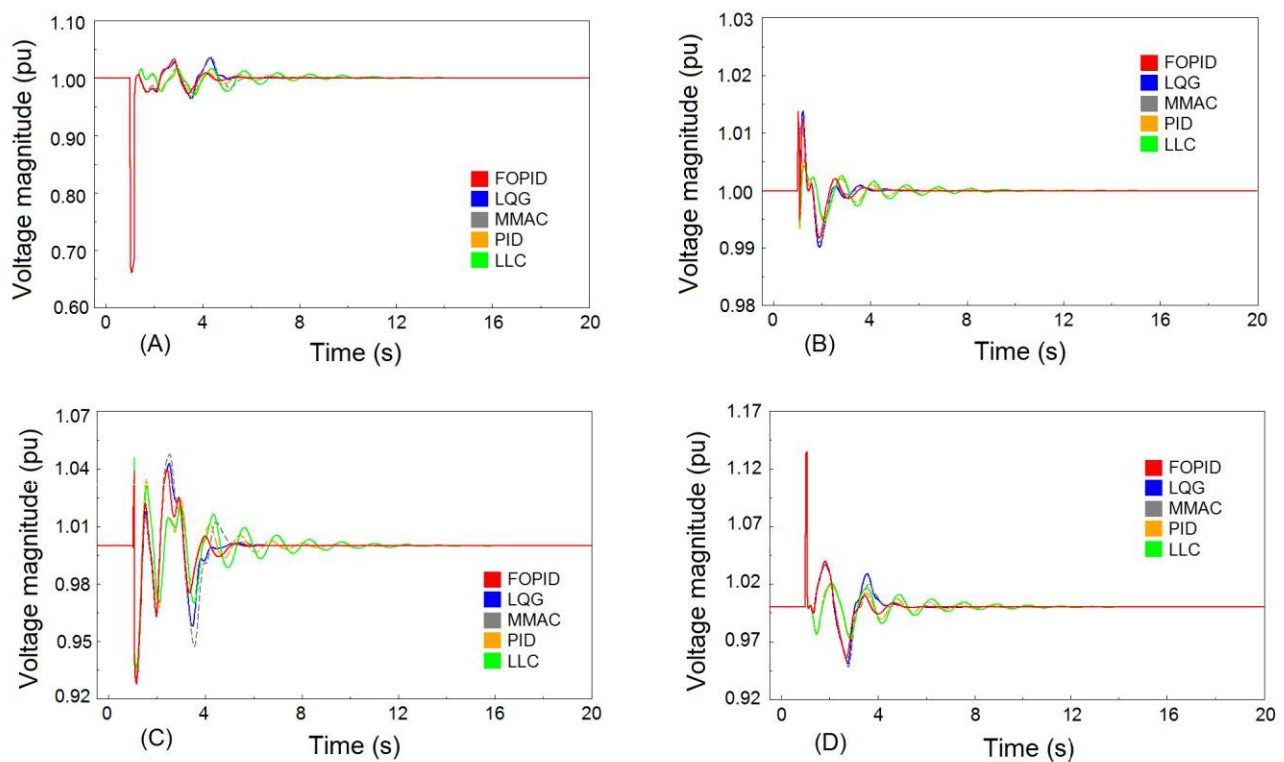 Voltage magnitude (pu)
1.10
1.00
0.90
0.80
0.70
0.60
FOPID
LQG
MMAC
PID
LLC
0 4 8 12 16 20
(A)
Time (s)
Voltage magnitude (pu)
1.03
1.02
1.01
1.00
0.99
0.98
FOPID
LQG
MMAC
PID
LLC
0 4 8 12 16 20
(B)
Time (s)
Voltage magnitude (pu)
1.07
1.04
1.01
0.98
0.95
0.92
FOPID
LQG
MMAC
PID
LLC
0 4 8 12 16 20
(C)
Time (s)
Voltage magnitude (pu)
1.17
1.12
1.07
1.02
0.97
0.92
FOPID
LQG
MMAC
PID
LLC
0 4 8 12 16 20
(D)
Time (s)